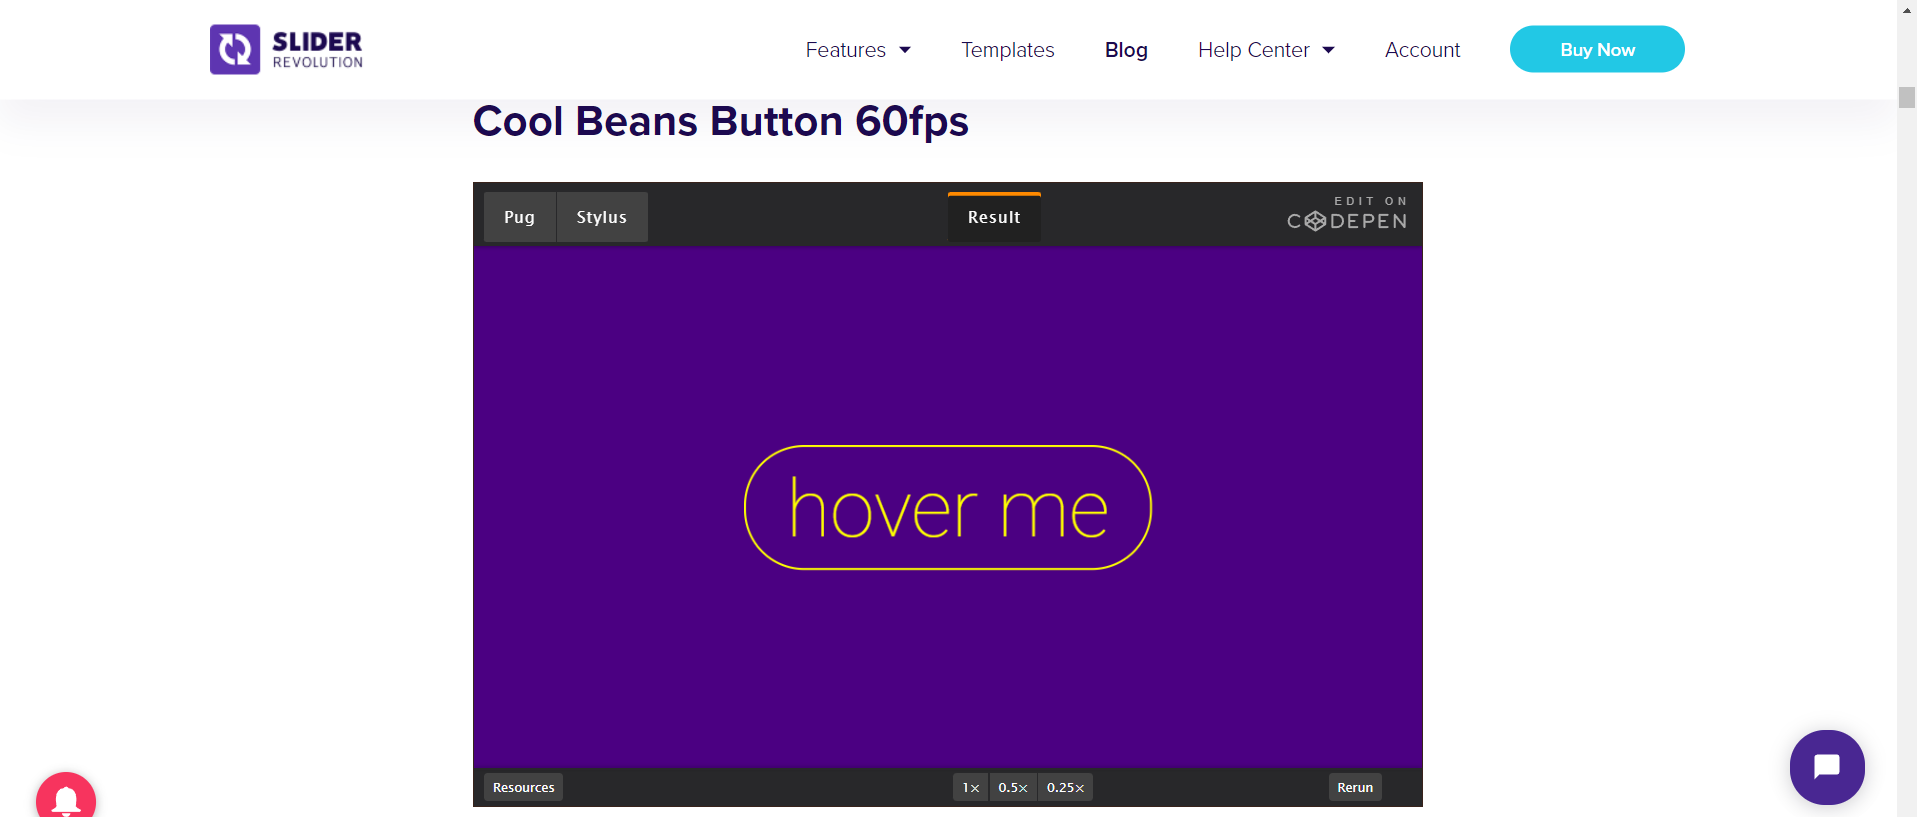 SLIDER
REVOLUTION
Features
Templates
Blog
Help Center
Account
Buy Now
Cool Beans Button 60fps
Pug
Stylus
Result
EDIT ON
CODEPEN
hover me
Resources
1×
0.5×
0.25×
Rerun